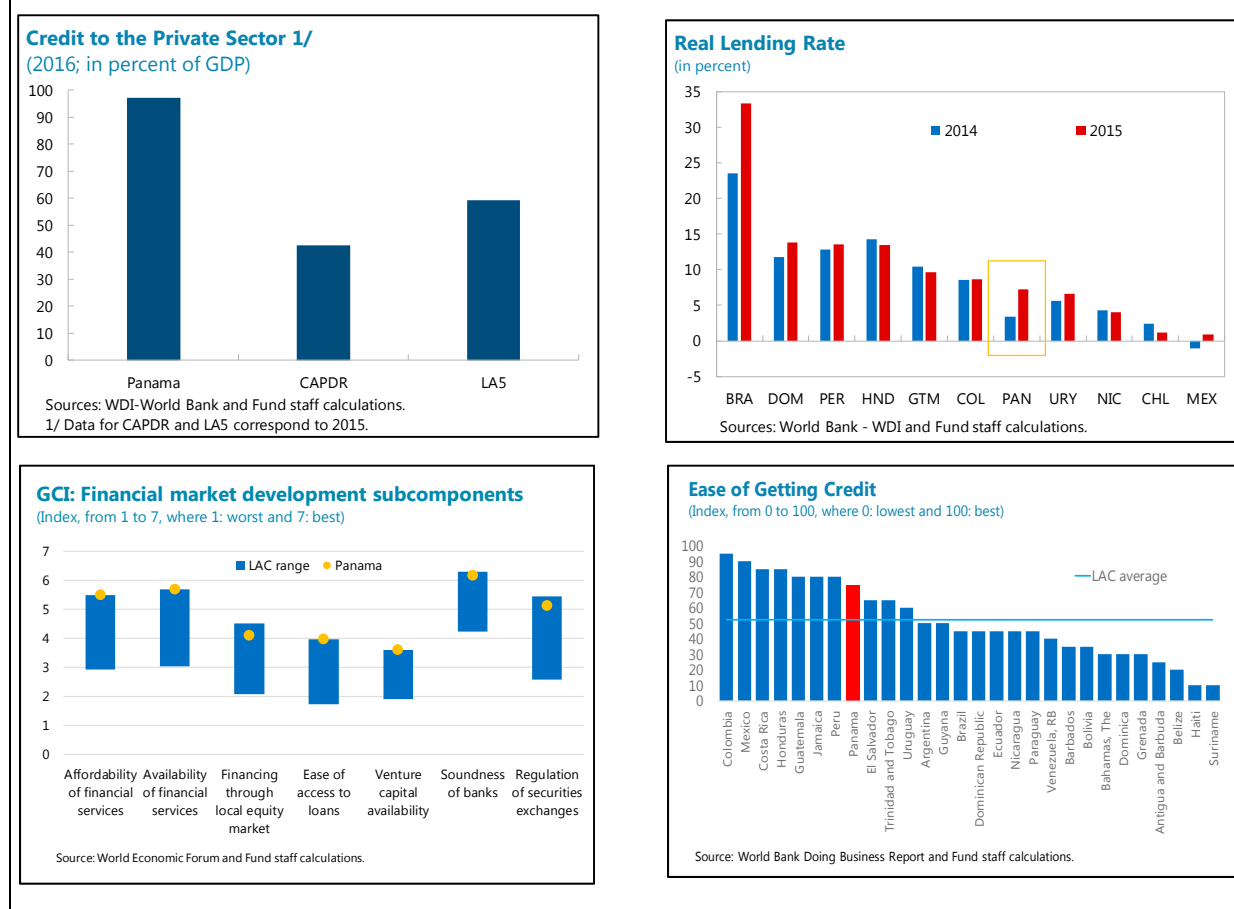 Credit to the Private Sector 1/
(2016; in percent of GDP)
100
90
80
70
60
50
40
30
20
10
0
Panama CAPDR LA5
Sources: WDI-World Bank and Fund staff calculations.
1/ Data for CAPDR and LA5 correspond to 2015.
Real Lending Rate
(in percent)
35
30
25
20
15
10
5
0
-5
2014 2015
BRA DOM PER HND GTM COL PAN URY NIC CHL MEX
Sources: World Bank - WDI and Fund staff calculations.
GCI: Financial market development subcomponents
(Index, from 1 to 7, where 1: worst and 7: best)
7
6
5
4
3
2
1
0
LAC range Panama
Affordability of financial services
Availability of financial services
Financing through local equity market
Ease of access to loans
Venture capital availability
Soundness of banks
Regulation of securities exchanges
Source: World Economic Forum and Fund staff calculations.
Ease of Getting Credit
(Index, from 0 to 100, where 0: lowest and 100: best)
100
90
80
70
60
50
40
30
20
10
0
LAC average
Colombia
Mexico
Costa Rica
Honduras
Guatemala
Jamaica
Peru
Panama
El Salvador
Trinidad and Tobago
Uruguay
Argentina
Guyana
Brazil
Dominican Republic
Ecuador
Nicaragua
Paraguay
Venezuela, RB
Barbados
Bolivia
Bahamas, The
Dominica
Grenada
Antigua and Barbuda
Belize
Haiti
Suriname
Source: World Bank Doing Business Report and Fund staff calculations.